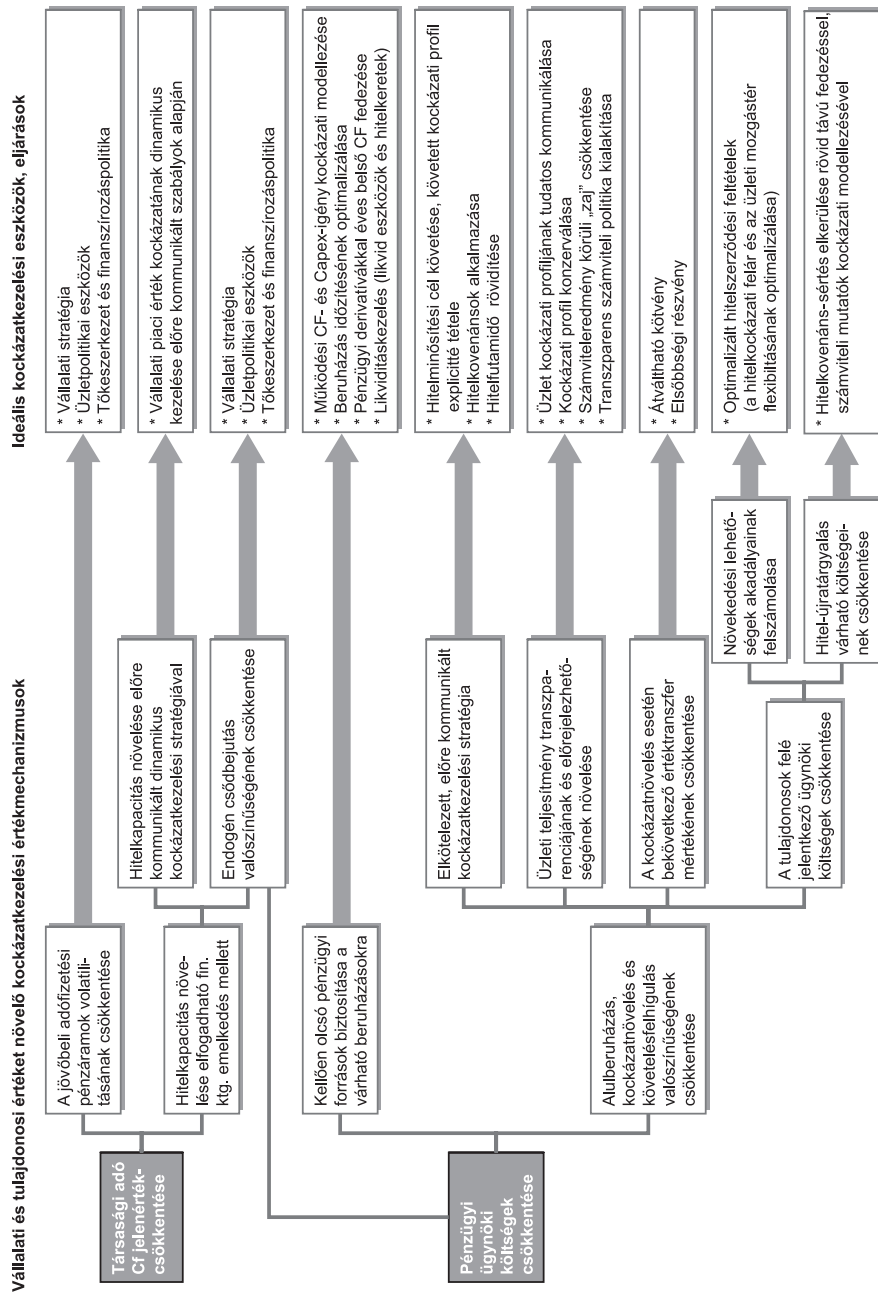 Vállalati és tulajdonosi értéket növelő kockázatkezelési értékmechanizmusok
Ideális kockázatkezelési eszközök, eljárások
Társasági adó
Cf jelenérték-
csökkentése
A jövőbeli adófizetési
pénzáramok volatili-
tásának csökkentése
* Vállalati stratégia
* Üzletpolitikai eszközök
* Tőkeszerkezet és finanszírozáspolitika
Hitelkapacitás növe-
lése elfogadható fin.
ktg. emelkedés mellett
Hitelkapacitás növelése előre
kommunikált dinamikus
kockázatkezelési stratégiával
* Vállalati piaci érték kockázatának dinamikus
kezelése előre kommunikált szabályok alapján
Endogén csődbejutás
valószínűségének csökkentése
* Vállalati stratégia
* Üzletpolitikai eszközök
* Tőkeszerkezet és finanszírozáspolitika
Pénzügyi
ügynöki
költségek
csökkentése
Kellően olcsó pénzügyi
források biztosítása a
várható beruházásokra
* Működési CF- és Capex-igény kockázati modellezése
* Beruházás időzítésének optimalizálása
* Pénzügyi derivatívákkal éves belső CF fedezése
* Likviditáskezelés (likvid eszközök és hitelkeretek)
Alulberuházás,
kockázatnövelés és
követelésfelhígulás
valószínűségének
csökkentése
Elkötelezett, előre kommunikált
kockázatkezelési stratégia
* Hitelminősítési cél követése, követett kockázati profil
explicitté tétele
* Hitelkovenánsok alkalmazása
* Hitelfutamidő rövidítése
Üzleti teljesítmény transzpa-
renciájának és előrejelezhető-
ségének növelése
* Üzlet kockázati profiljának tudatos kommunikálása
* Kockázati profil konzerválása
* Számviteleredmény körüli „zaj” csökkentése
* Transzparens számviteli politika kialakítása
A kockázatnövelés esetén
bekövetkező értéktranszfer
mértékének csökkentése
* Átváltható kötvény
* Elsőbbségi részvény
A tulajdonosok felé
jelentkező ügynöki
költségek csökkentése
Növekedési lehető-
ségek akadályainak
felszámolása
* Optimalizált hitelszerződési feltételek
(a hitelkockázati felár és az üzleti mozgástér
flexibiltásának optimalizálása)
Hitel-újratárgyalás
várható költségei-
nek csökkentése
* Hitelkovenáns-sértés elkerülése rövid távú fedezéssel,
számviteli mutatók kockázati modellezésével